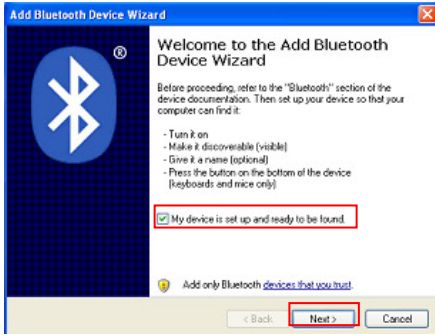 Add Bluetooth Device Wizard
®
Welcome to the Add Bluetooth
Device Wizard
Before proceeding, refer to the "Bluetooth" section of the
device documentation. Then set up your device so that your
computer can find it:
- Turn it on
- Make it discoverable (visible)
- Give it a name (optional)
- Press the button on the bottom of the device
(keyboards and mice only)
My device is set up and ready to be found.
Add only Bluetooth devices that you trust.
< Back Next > Cancel